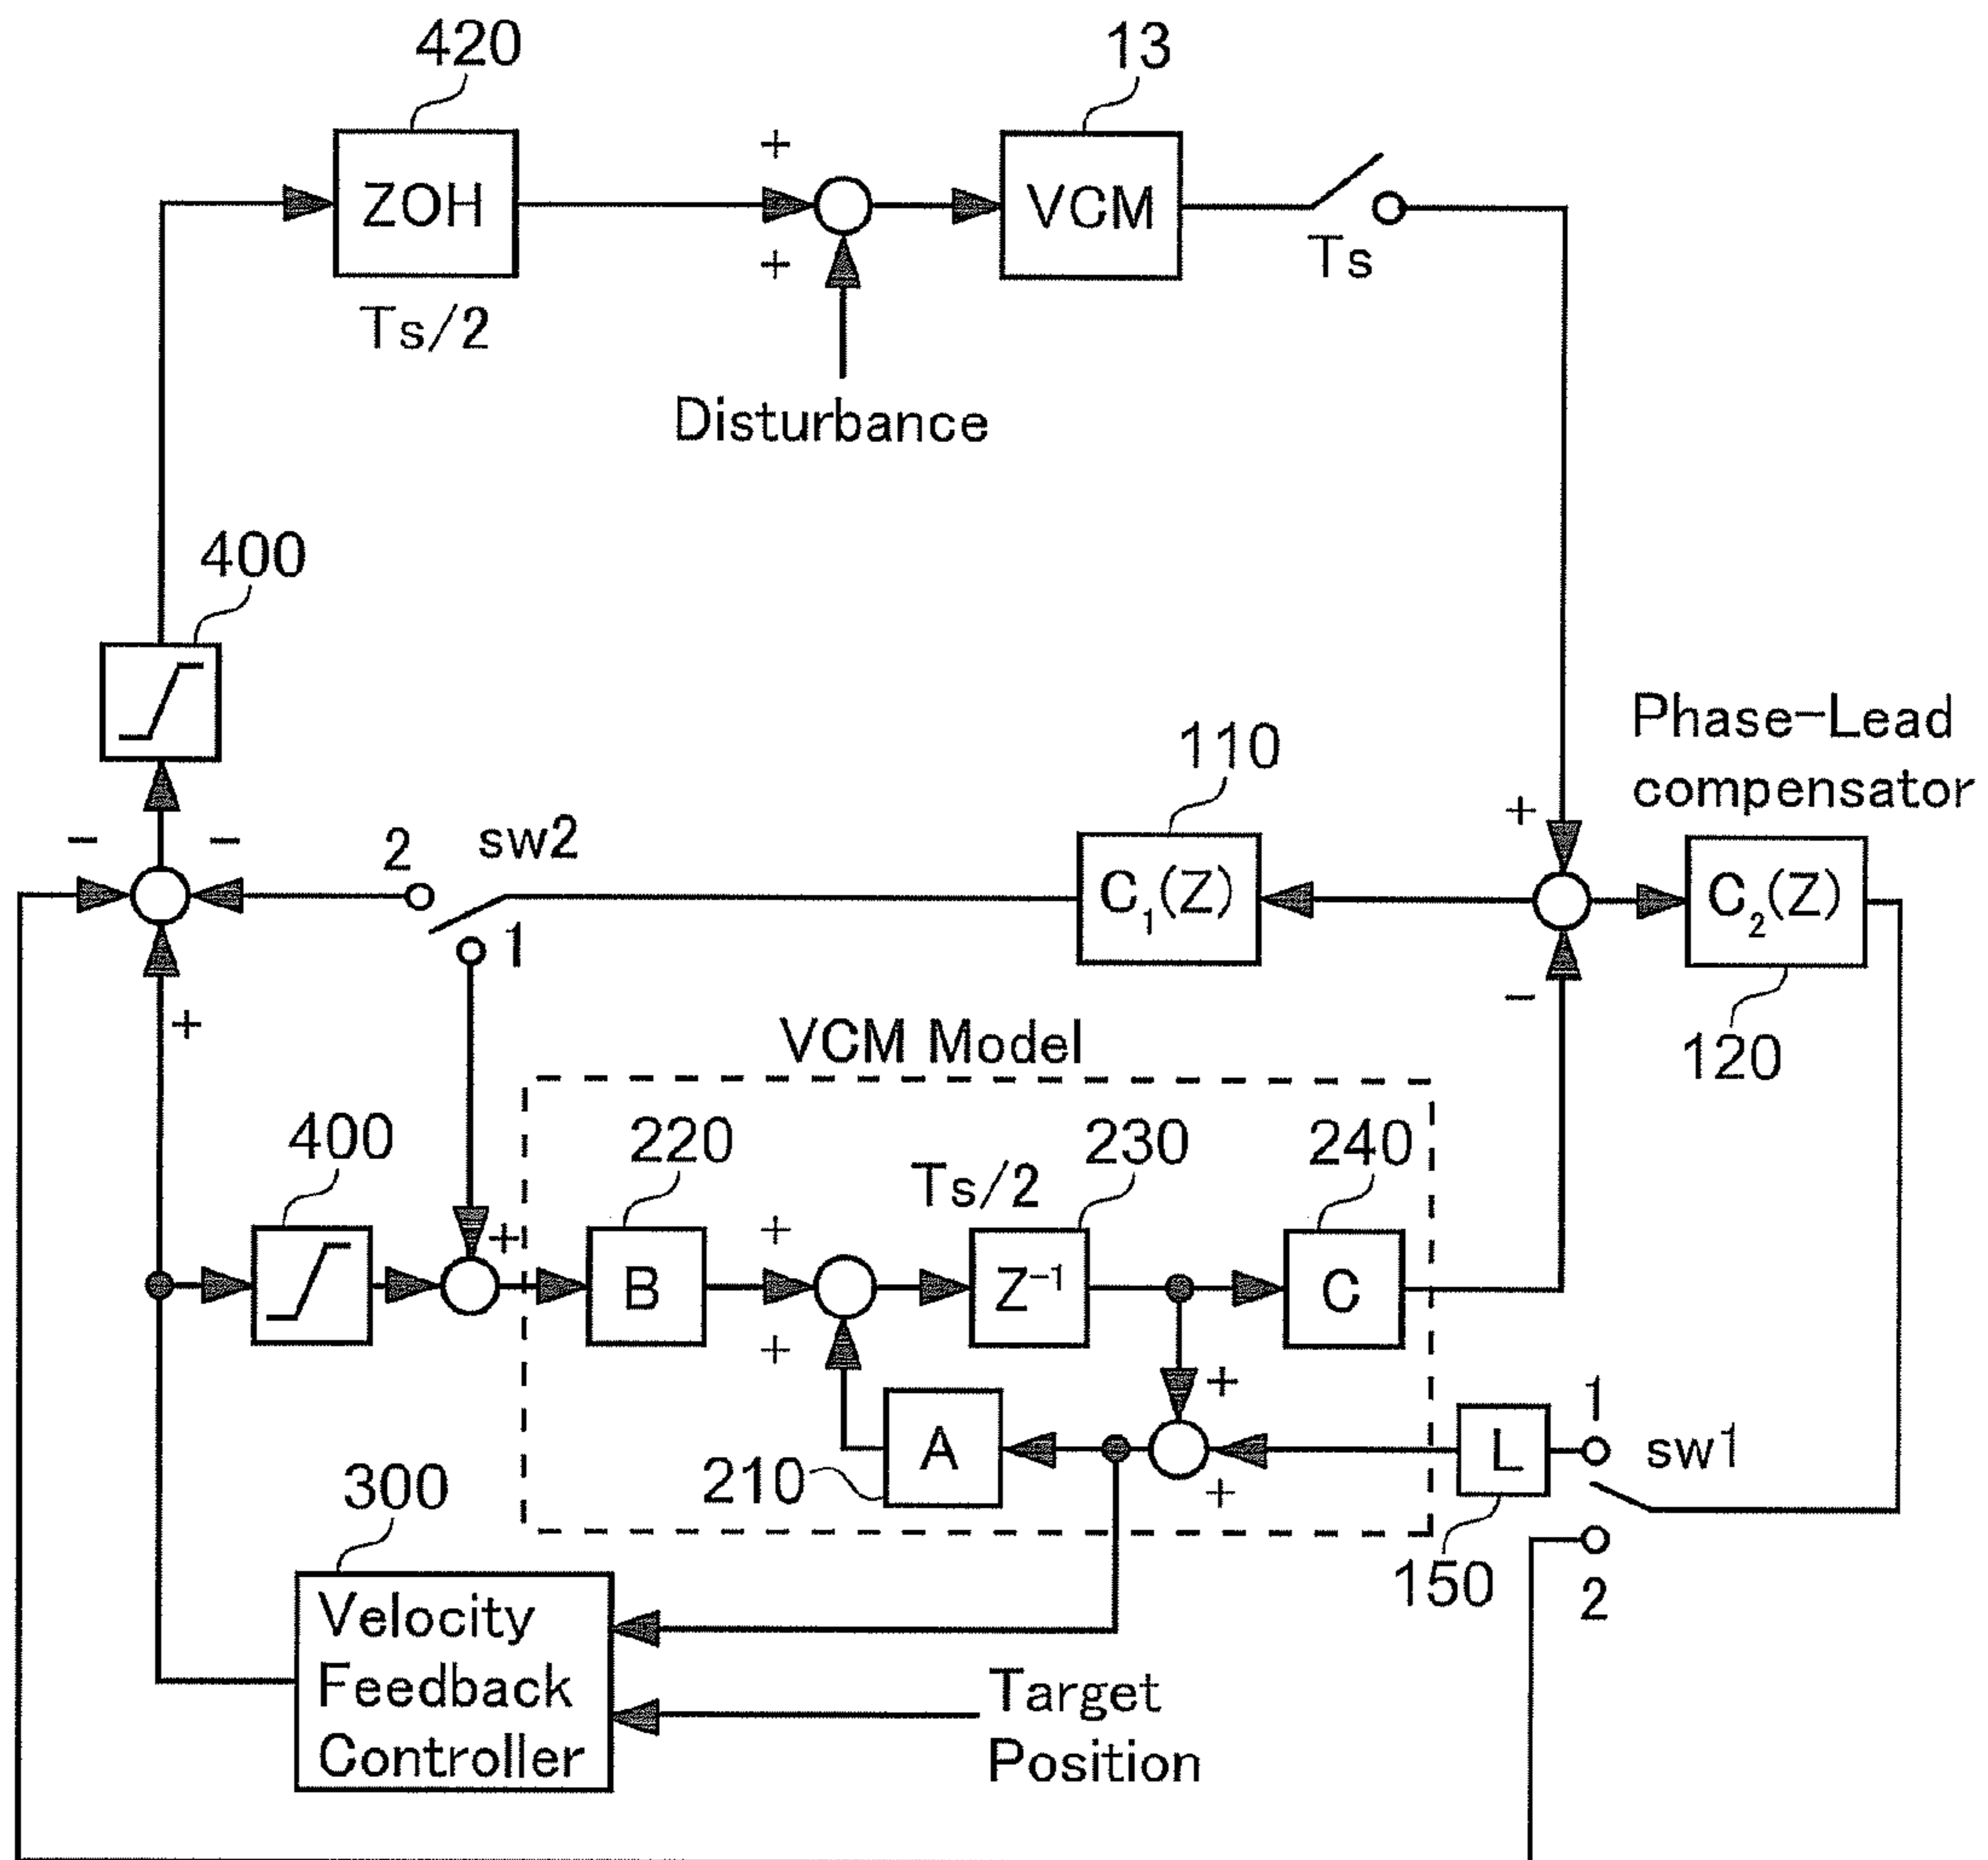 420
13
+
ZOH
VCM
+
Ts
Ts/2
Disturbance
400
Phase-Lead
compensator
110
+
- -
2
sw2
C₁(Z)
C₂(Z)
1
-
+
120
VCM Model
400
220
Ts/2
230
240
+
+
B
Z⁻¹
C
+
+
1
A
L
sw1
210
+
300
150
2
Velocity
Feedback
Controller
Target
Position